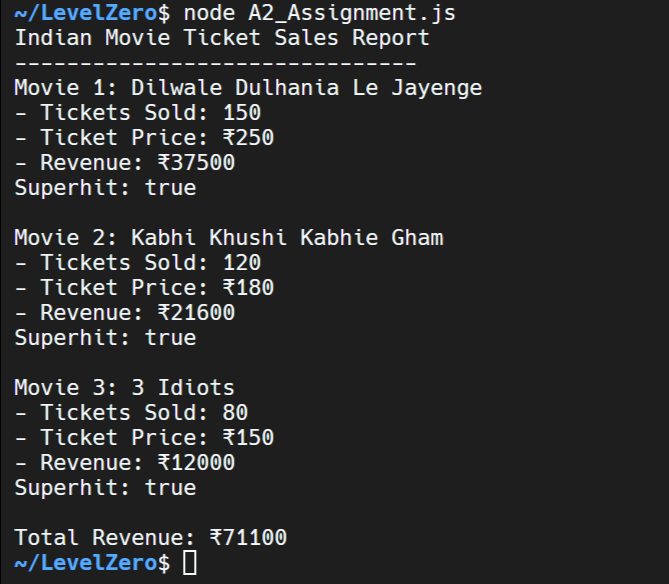 ~/LevelZero$ node A2_Assignment.js
Indian Movie Ticket Sales Report
-------------------------------
Movie 1: Dilwale Dulhania Le Jayenge
- Tickets Sold: 150
- Ticket Price: ₹250
- Revenue: ₹37500
Superhit: true
Movie 2: Kabhi Khushi Kabhie Gham
- Tickets Sold: 120
- Ticket Price: ₹180
- Revenue: ₹21600
Superhit: true
Movie 3: 3 Idiots
- Tickets Sold: 80
- Ticket Price: ₹150
- Revenue: ₹12000
Superhit: true
Total Revenue: ₹71100
~/LevelZero$